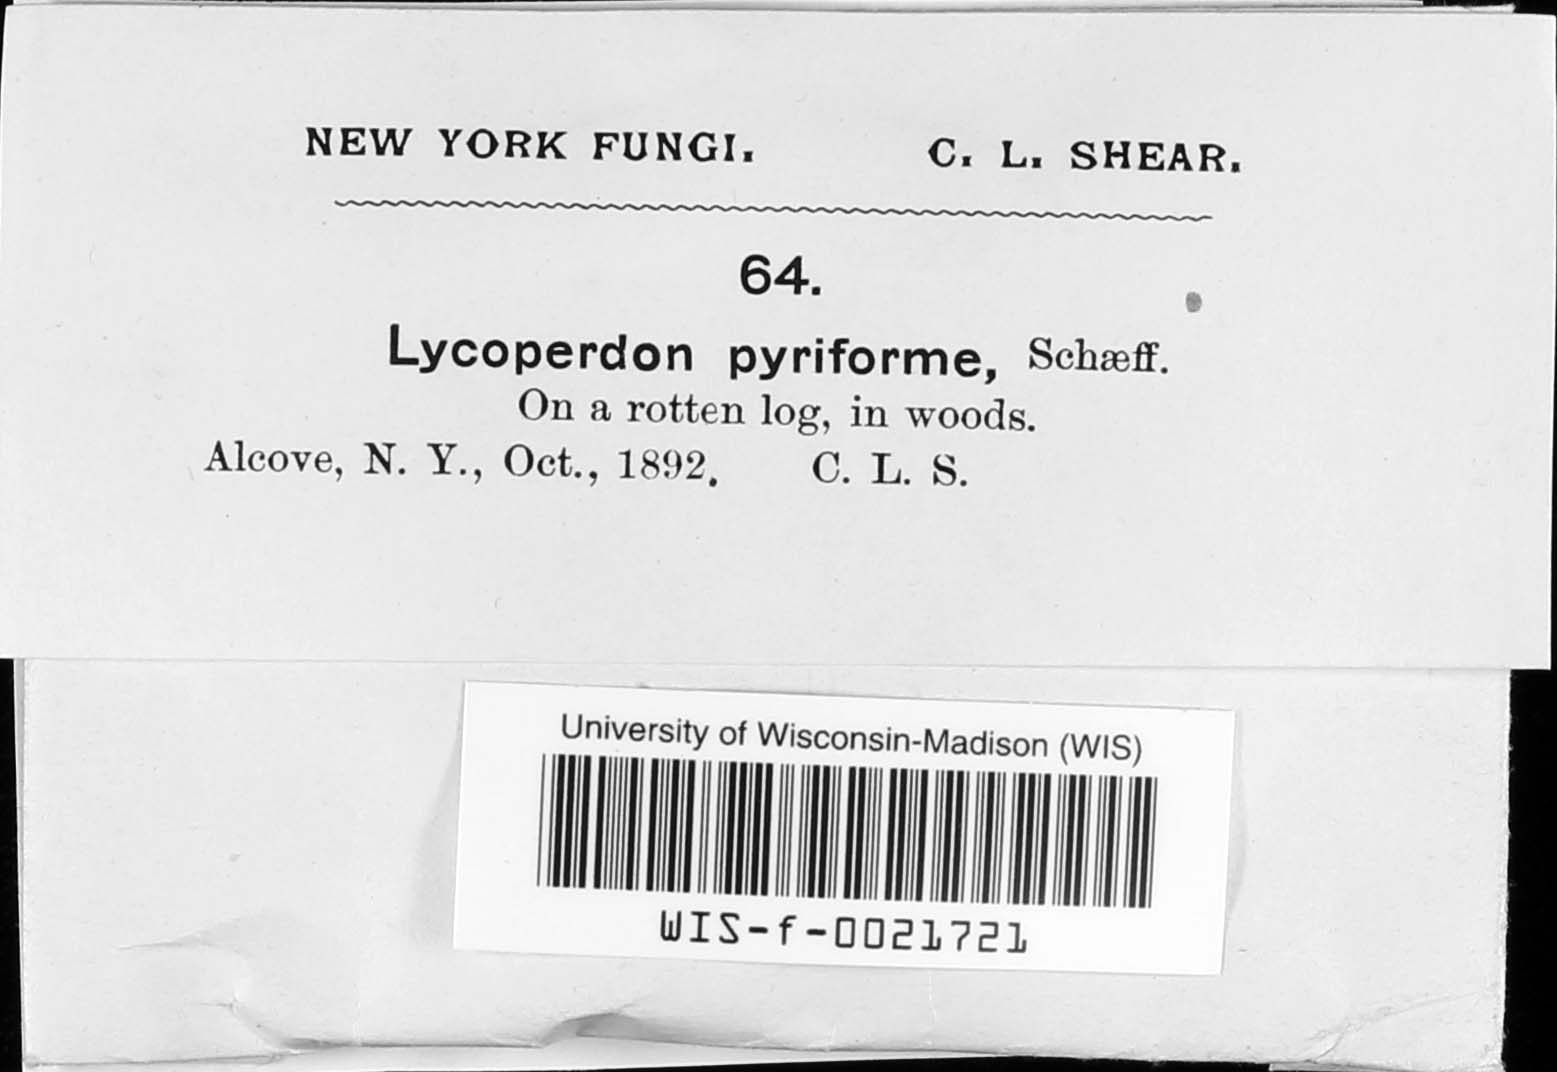 NEW YORK FUNGI. C. L. SHEAR.
64.
Lycoperdon pyriforme, Schæff.
On a rotten log, in woods.
Alcove, N. Y., Oct., 1892. C. L. S.
University of Wisconsin-Madison (WIS)
WIS-f-0021721